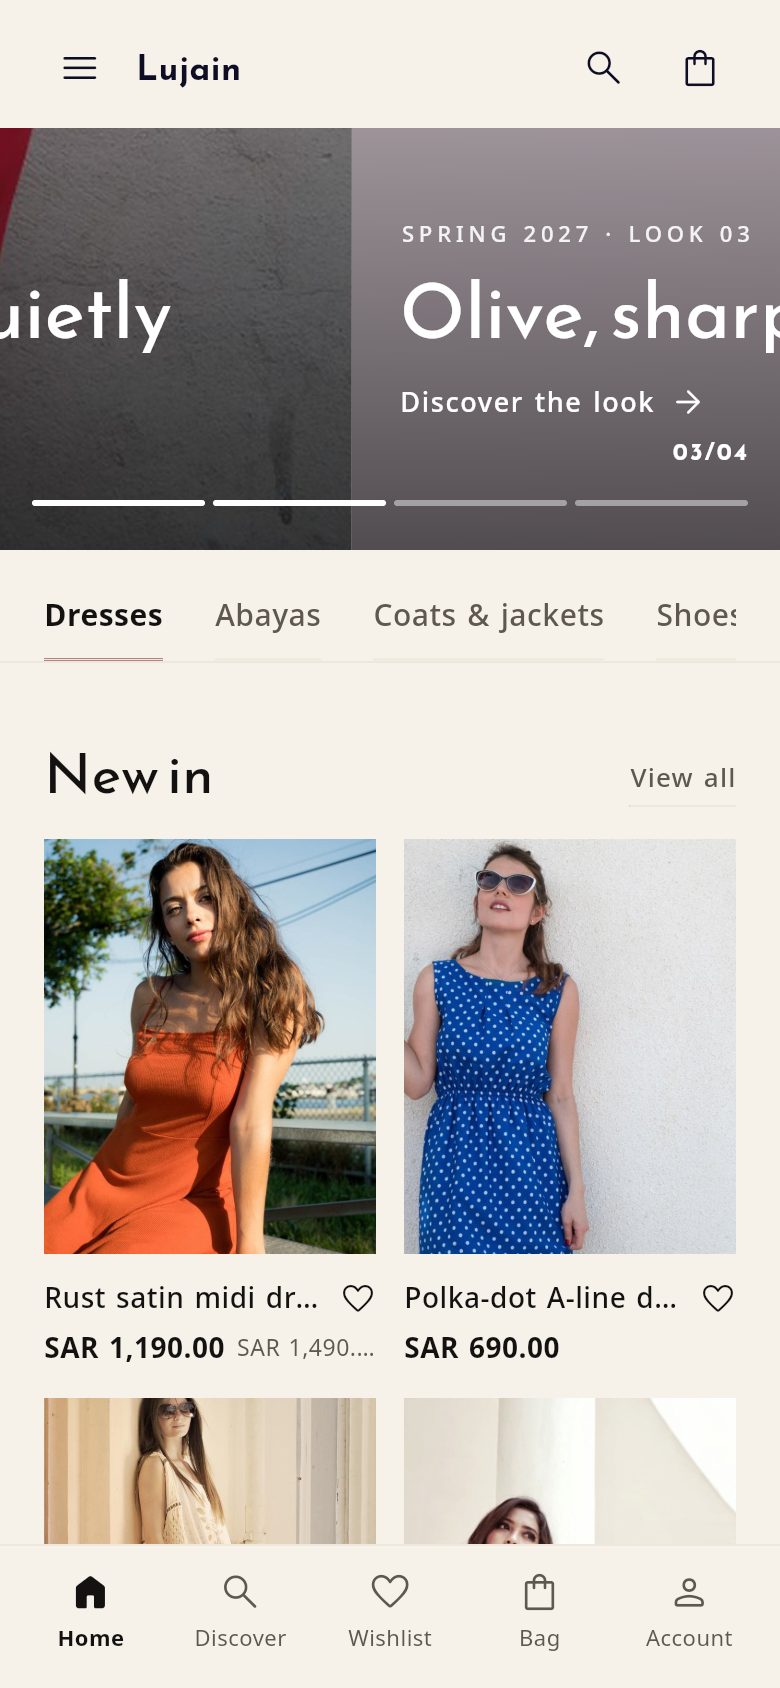 Lujain
SPRING 2027 · LOOK 03
uietly
Olive, sharp
Discover the look
03/04
Dresses
Abayas
Coats & jackets
Shoes
New in
View all
Rust satin midi dr...
Polka-dot A-line d...
SAR 1,190.00 SAR 1,490....
SAR 690.00
Home
Discover
Wishlist
Bag
Account